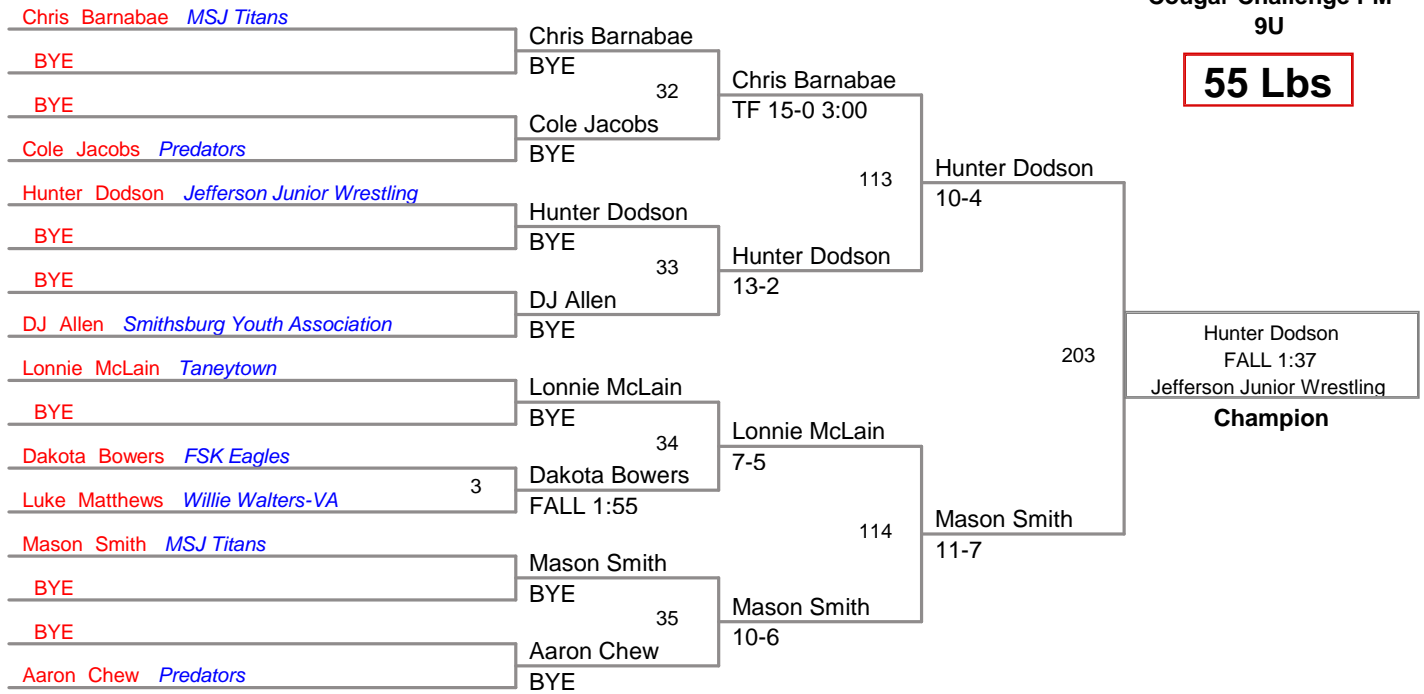 Cougar Challenge PM
9U
55 Lbs
Chris Barnabae MSJ Titans
BYE
BYE
Cole Jacobs Predators
Hunter Dodson Jefferson Junior Wrestling
BYE
BYE
DJ Allen Smithsburg Youth Association
Lonnie McLain Taneytown
BYE
Dakota Bowers FSK Eagles
Luke Matthews Willie Walters-VA
Mason Smith MSJ Titans
BYE
BYE
Aaron Chew Predators
3
Chris Barnabae
BYE
32
Cole Jacobs
BYE
Hunter Dodson
BYE
33
DJ Allen
BYE
Lonnie McLain
BYE
34
Dakota Bowers
FALL 1:55
Mason Smith
BYE
35
Aaron Chew
BYE
Chris Barnabae
TF 15-0 3:00
113
Hunter Dodson
13-2
Lonnie McLain
7-5
114
Mason Smith
10-6
Hunter Dodson
10-4
203
Mason Smith
11-7
Hunter Dodson
FALL 1:37
Jefferson Junior Wrestling
Champion